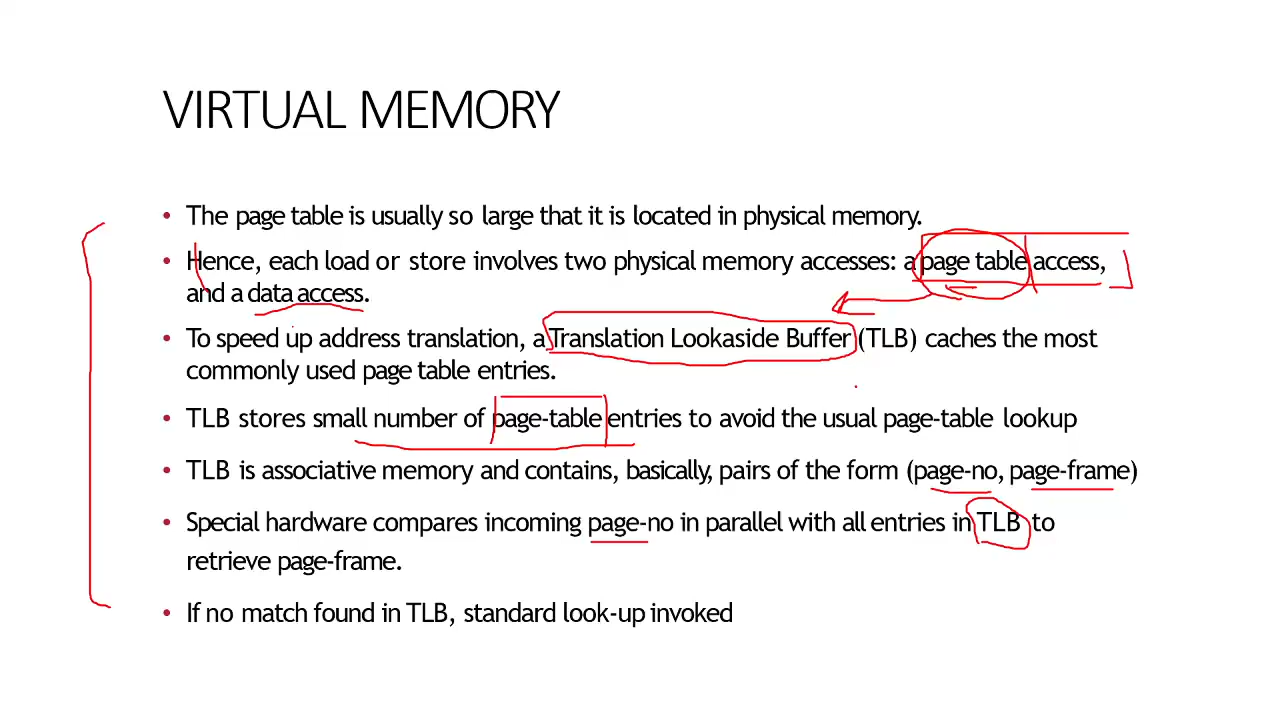 VIRTUAL MEMORY
• The page table is usually so large that it is located in physical memory.
• Hence, each load or store involves two physical memory accesses: a page table access,
and a data access.
• To speed up address translation, a Translation Lookaside Buffer (TLB) caches the most
commonly used page table entries.
• TLB stores small number of page-table entries to avoid the usual page-table lookup
• TLB is associative memory and contains, basically, pairs of the form (page-no, page-frame)
• Special hardware compares incoming page-no in parallel with all entries in TLB to
retrieve page-frame.
• If no match found in TLB, standard look-up invoked